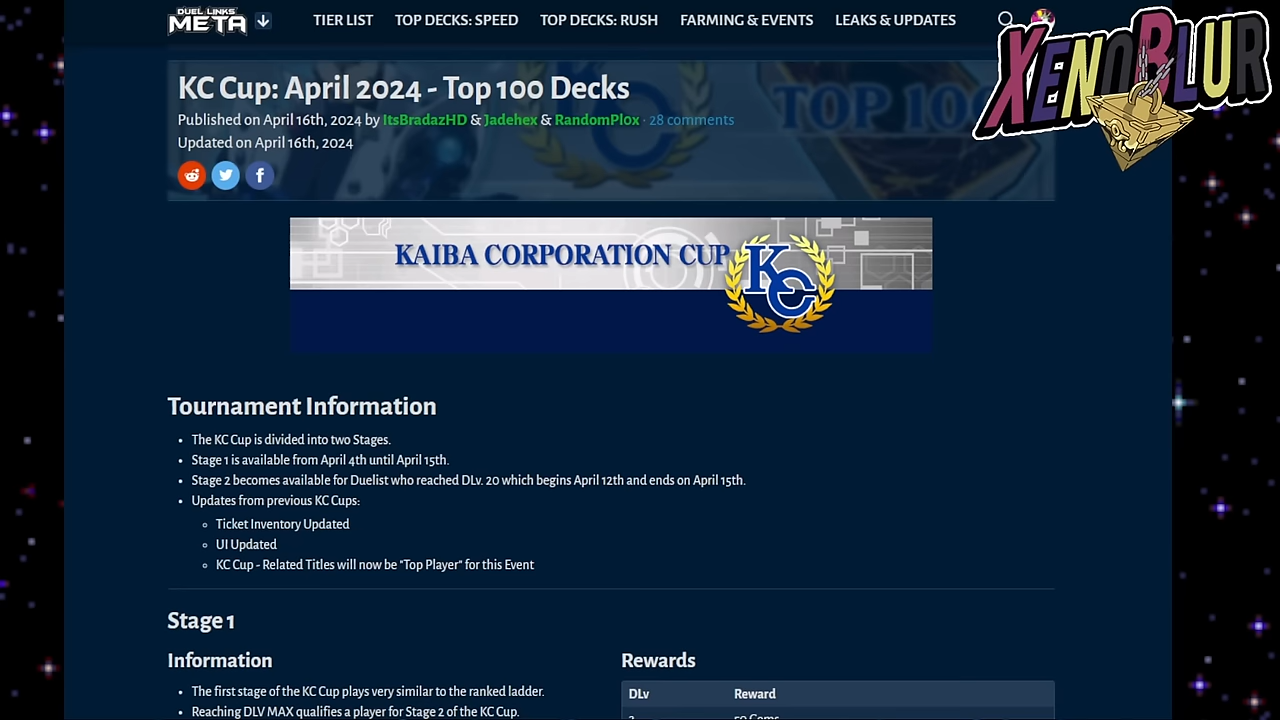 DUEL LINKS
META
TIER LIST
TOP DECKS: SPEED
TOP DECKS: RUSH
FARMING & EVENTS
LEAKS & UPDATES
XENOBLUR
KC Cup: April 2024 - Top 100 Decks
TOP 100
Published on April 16th, 2024 by ItsBradazHD & Jadehex & RandomPl0x · 28 comments
Updated on April 16th, 2024
KAIBA CORPORATION CUP
KC
Tournament Information
• The KC Cup is divided into two Stages.
• Stage 1 is available from April 4th until April 15th.
• Stage 2 becomes available for Duelist who reached DLv. 20 which begins April 12th and ends on April 15th.
• Updates from previous KC Cups:
◦ Ticket Inventory Updated
◦ UI Updated
◦ KC Cup - Related Titles will now be "Top Player" for this Event
Stage 1
Information
• The first stage of the KC Cup plays very similar to the ranked ladder.
• Reaching DLV MAX qualifies a player for Stage 2 of the KC Cup.
Rewards
DLv Reward
2 50 Gems